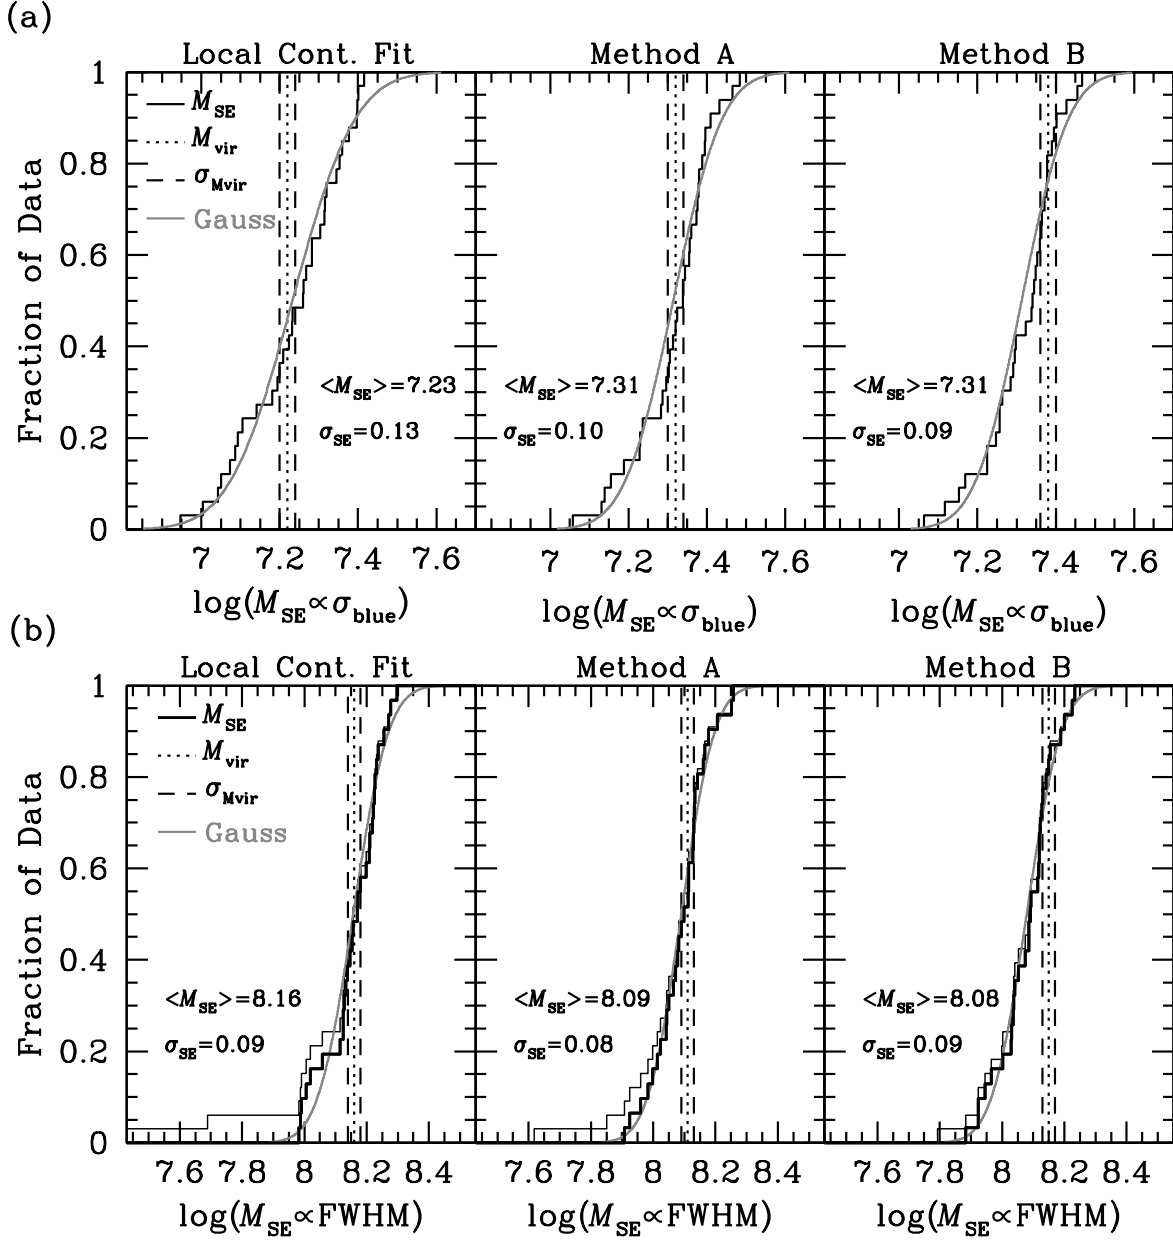 (a)
Local Cont. Fit
Method A
Method B
Fraction of Data
1
0.8
0.6
0.4
0.2
0
M_SE
M_vir
σ_Mvir
Gauss
<M_SE>=7.23
σ_SE=0.13
<M_SE>=7.31
σ_SE=0.10
<M_SE>=7.31
σ_SE=0.09
7 7.2 7.4 7.6
7 7.2 7.4 7.6
7 7.2 7.4 7.6
log(M_SE∝σ_blue)
log(M_SE∝σ_blue)
log(M_SE∝σ_blue)
(b)
Local Cont. Fit
Method A
Method B
Fraction of Data
1
0.8
0.6
0.4
0.2
0
M_SE
M_vir
σ_Mvir
Gauss
<M_SE>=8.16
σ_SE=0.09
<M_SE>=8.09
σ_SE=0.08
<M_SE>=8.08
σ_SE=0.09
7.6 7.8 8 8.2 8.4
7.6 7.8 8 8.2 8.4
7.6 7.8 8 8.2 8.4
log(M_SE∝FWHM)
log(M_SE∝FWHM)
log(M_SE∝FWHM)